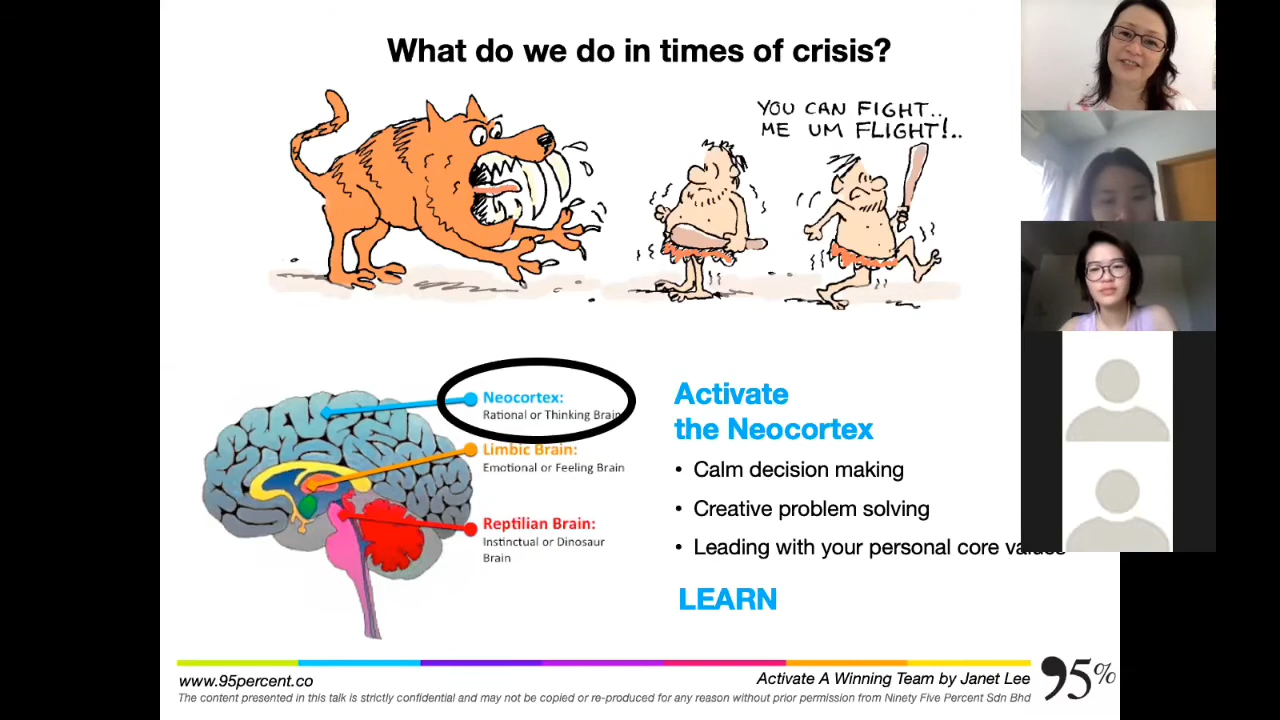 What do we do in times of crisis?
YOU CAN FIGHT..
ME UM FLIGHT!..
Neocortex:
Rational or Thinking Brain
Limbic Brain:
Emotional or Feeling Brain
Reptilian Brain:
Instinctual or Dinosaur
Brain
Activate
the Neocortex
• Calm decision making
• Creative problem solving
• Leading with your personal core values
LEARN
www.95percent.co
Activate A Winning Team by Janet Lee
The content presented in this talk is strictly confidential and may not be copied or re-produced for any reason without prior permission from Ninety Five Percent Sdn Bhd
95%